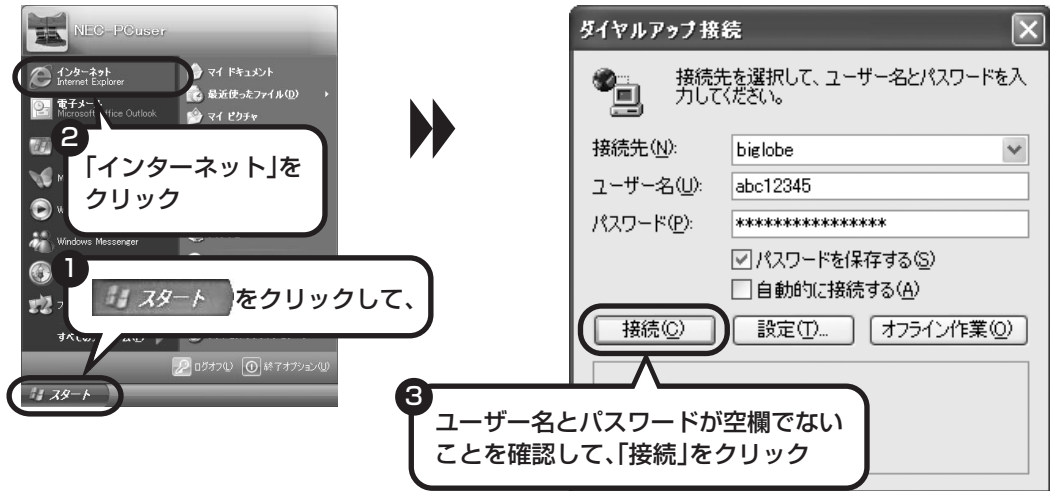 NEC-PCuser
インターネット
Internet Explorer
電子メー
Microsoft
ffice Outlook
マイ ドキュメント
最近使ったファイル(D)
マイ ピクチャ
2
「インターネット」を
クリック
Windows Messenger
1
スタート をクリックして、
ログオフ(L)
終了オプション(U)
スタート
ダイヤルアップ接続
接続先を選択して、ユーザー名とパスワードを入
力してください。
接続先(N):
biglobe
ユーザー名(U):
abc12345
パスワード(P):
****************
パスワードを保存する(S)
自動的に接続する(A)
接続(C)
設定(T)...
オフライン作業(O)
3
ユーザー名とパスワードが空欄でない
ことを確認して、「接続」をクリック